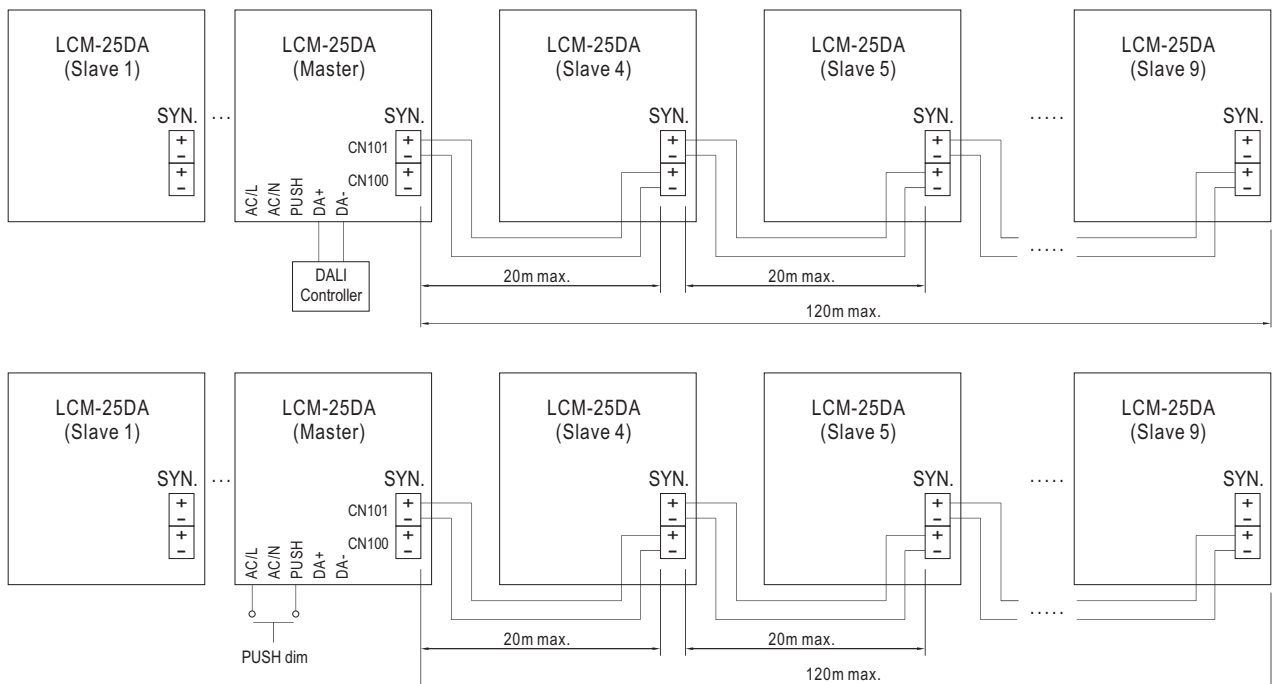 LCM-25DA
(Slave 1)
SYN.
+
-
+
-
....
LCM-25DA
(Master)
SYN.
CN101
+
-
CN100
+
-
AC/L
AC/N
PUSH
DA+
DA-
DALI
Controller
LCM-25DA
(Slave 4)
SYN.
+
-
+
-
LCM-25DA
(Slave 5)
SYN.
+
-
+
-
.....
.....
LCM-25DA
(Slave 9)
SYN.
+
-
+
-
20m max.
20m max.
120m max.
LCM-25DA
(Slave 1)
SYN.
+
-
+
-
...
LCM-25DA
(Master)
SYN.
CN101
+
-
CN100
+
-
AC/L
AC/N
PUSH
DA+
DA-
PUSH dim
LCM-25DA
(Slave 4)
SYN.
+
-
+
-
LCM-25DA
(Slave 5)
SYN.
+
-
+
-
.....
.....
LCM-25DA
(Slave 9)
SYN.
+
-
+
-
20m max.
20m max.
120m max.